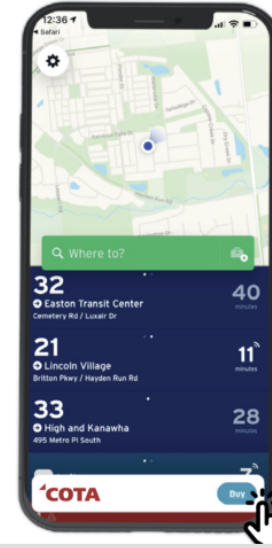 12:36
Safari
Where to?
32
Easton Transit Center
Cemetery Rd / Luxair Dr
40
minutes
21
Lincoln Village
Britton Pkwy / Hayden Run Rd
11
minutes
33
High and Kanawha
495 Metro Pl South
28
minutes
7
COTA
Buy